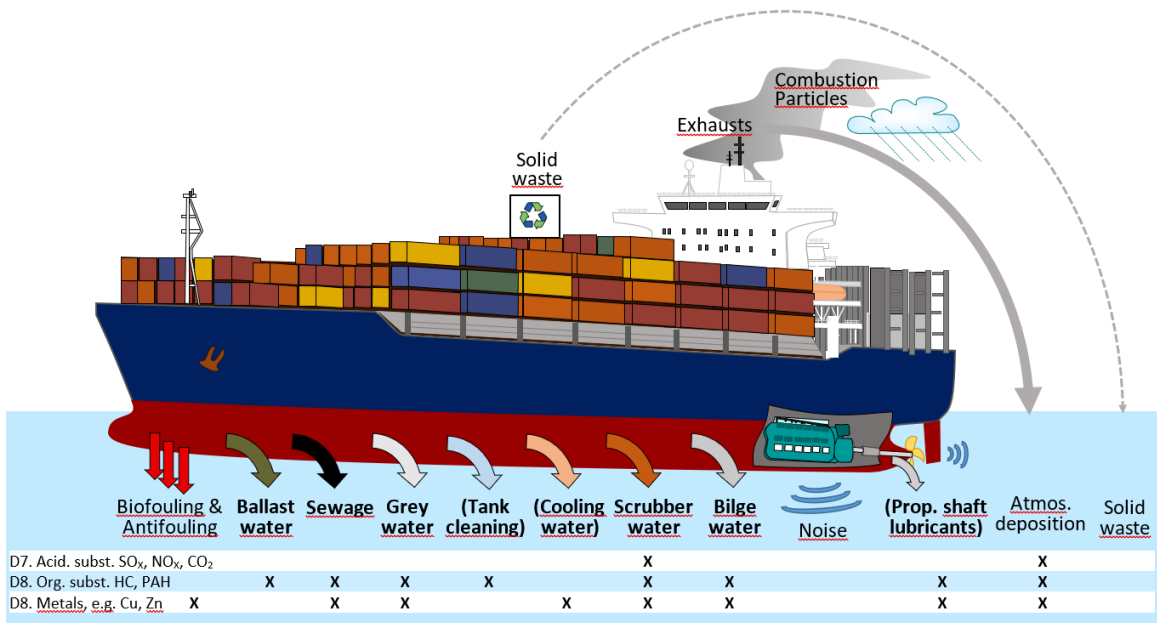 Combustion
Particles
Exhausts
Solid
waste
Biofouling &
Antifouling
Ballast
water
Sewage
Grey
water
(Tank
cleaning)
(Cooling
water)
Scrubber
water
Bilge
water
Noise
(Prop. shaft
lubricants)
Atmos.
deposition
Solid
waste
D7. Acid. subst. SOₓ, NOₓ, CO₂ X X
D8. Org. subst. HC, PAH X X X X X X X X
D8. Metals, e.g. Cu, Zn X X X X X X X X